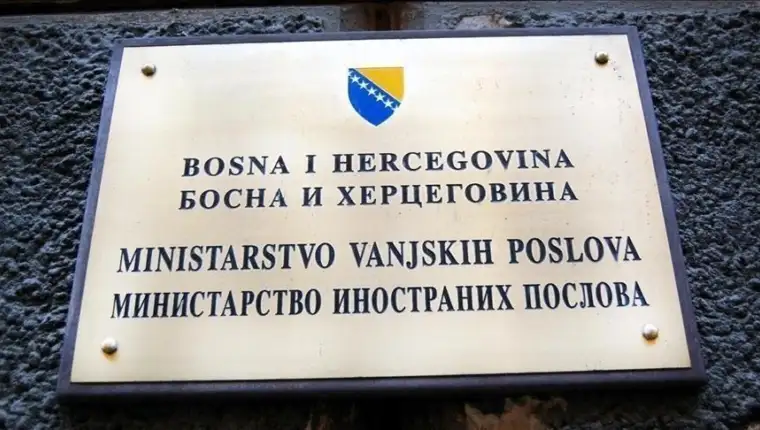 BOSNA I HERCEGOVINA
БОСНА И ХЕРЦЕГОВИНА
MINISTARSTVO VANJSKIH POSLOVA
МИНИСТАРСТВО ИНОСТРАНИХ ПОСЛОВА